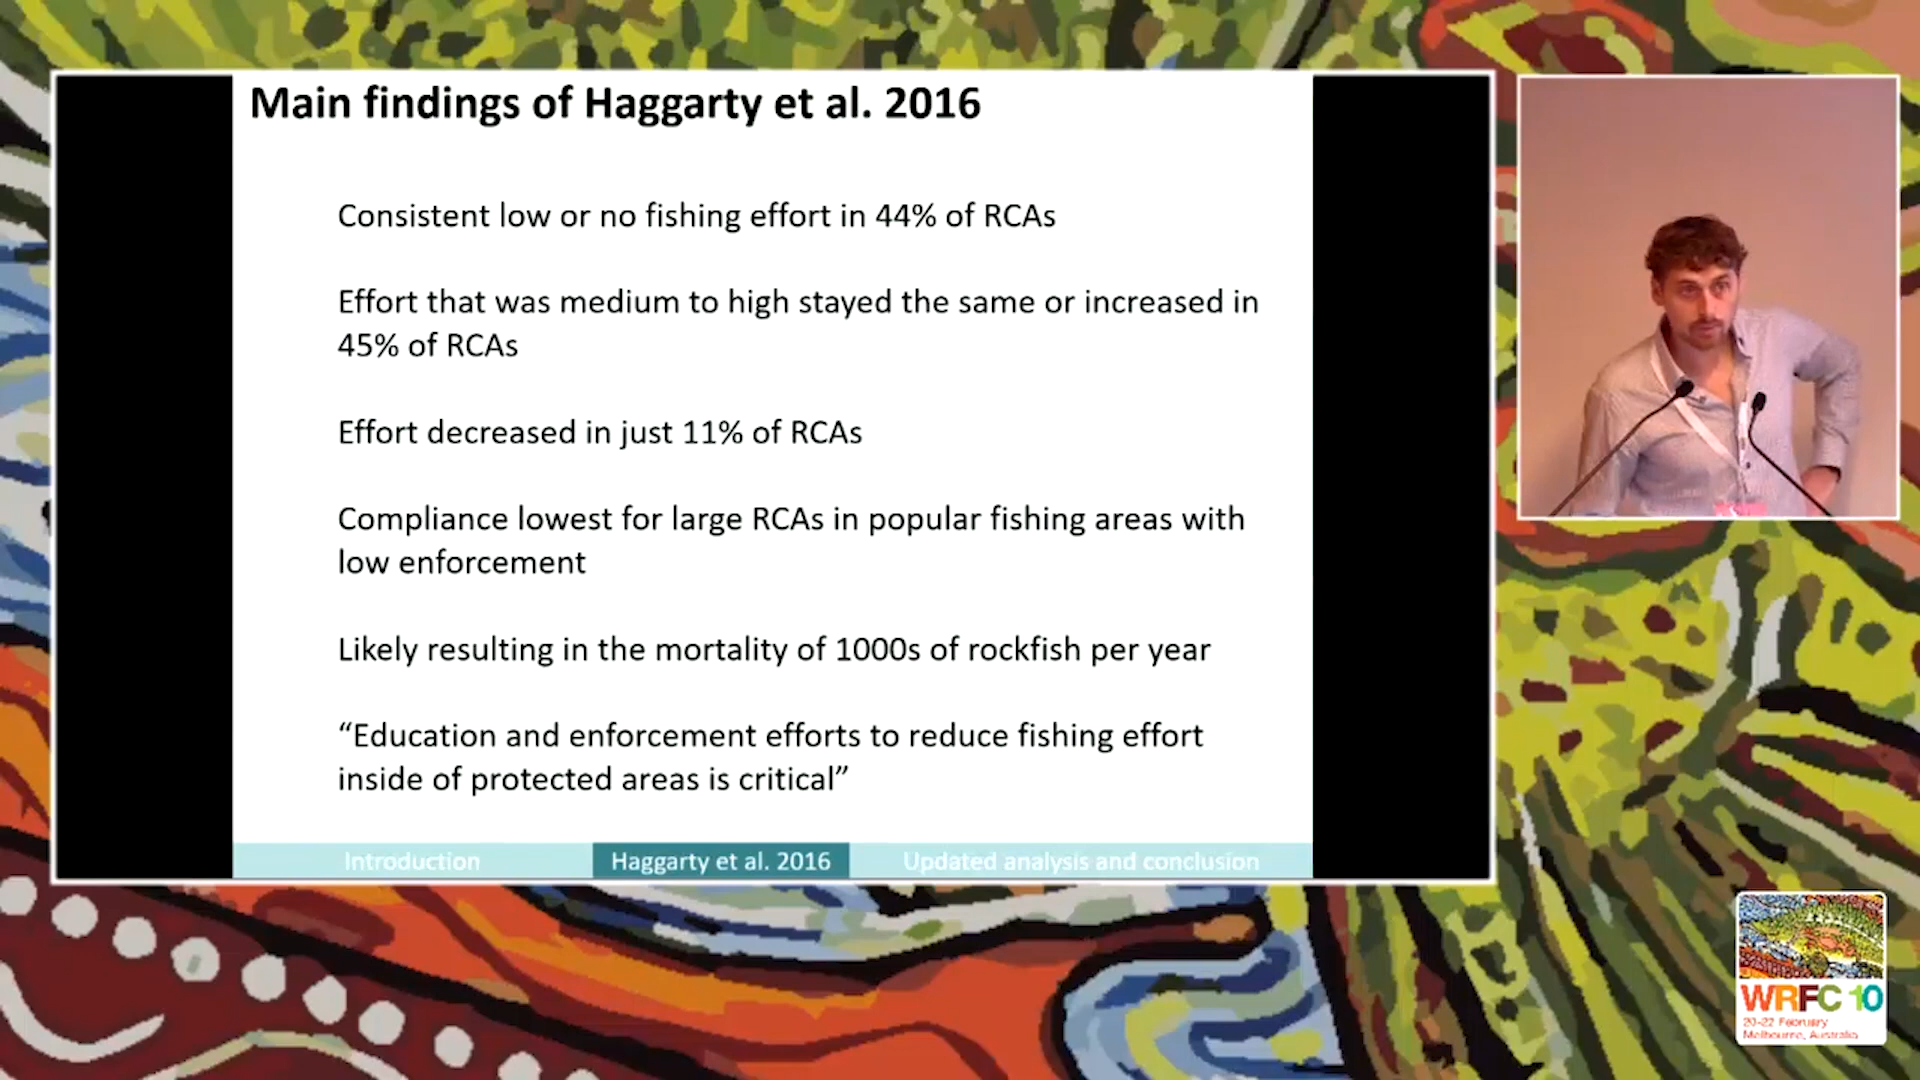 Main findings of Haggarty et al. 2016
Consistent low or no fishing effort in 44% of RCAs
Effort that was medium to high stayed the same or increased in
45% of RCAs
Effort decreased in just 11% of RCAs
Compliance lowest for large RCAs in popular fishing areas with
low enforcement
Likely resulting in the mortality of 1000s of rockfish per year
“Education and enforcement efforts to reduce fishing effort
inside of protected areas is critical”
Introduction
Haggarty et al. 2016
Updated analysis and conclusion
WRFC 10
20-22 February
Melbourne, Australia